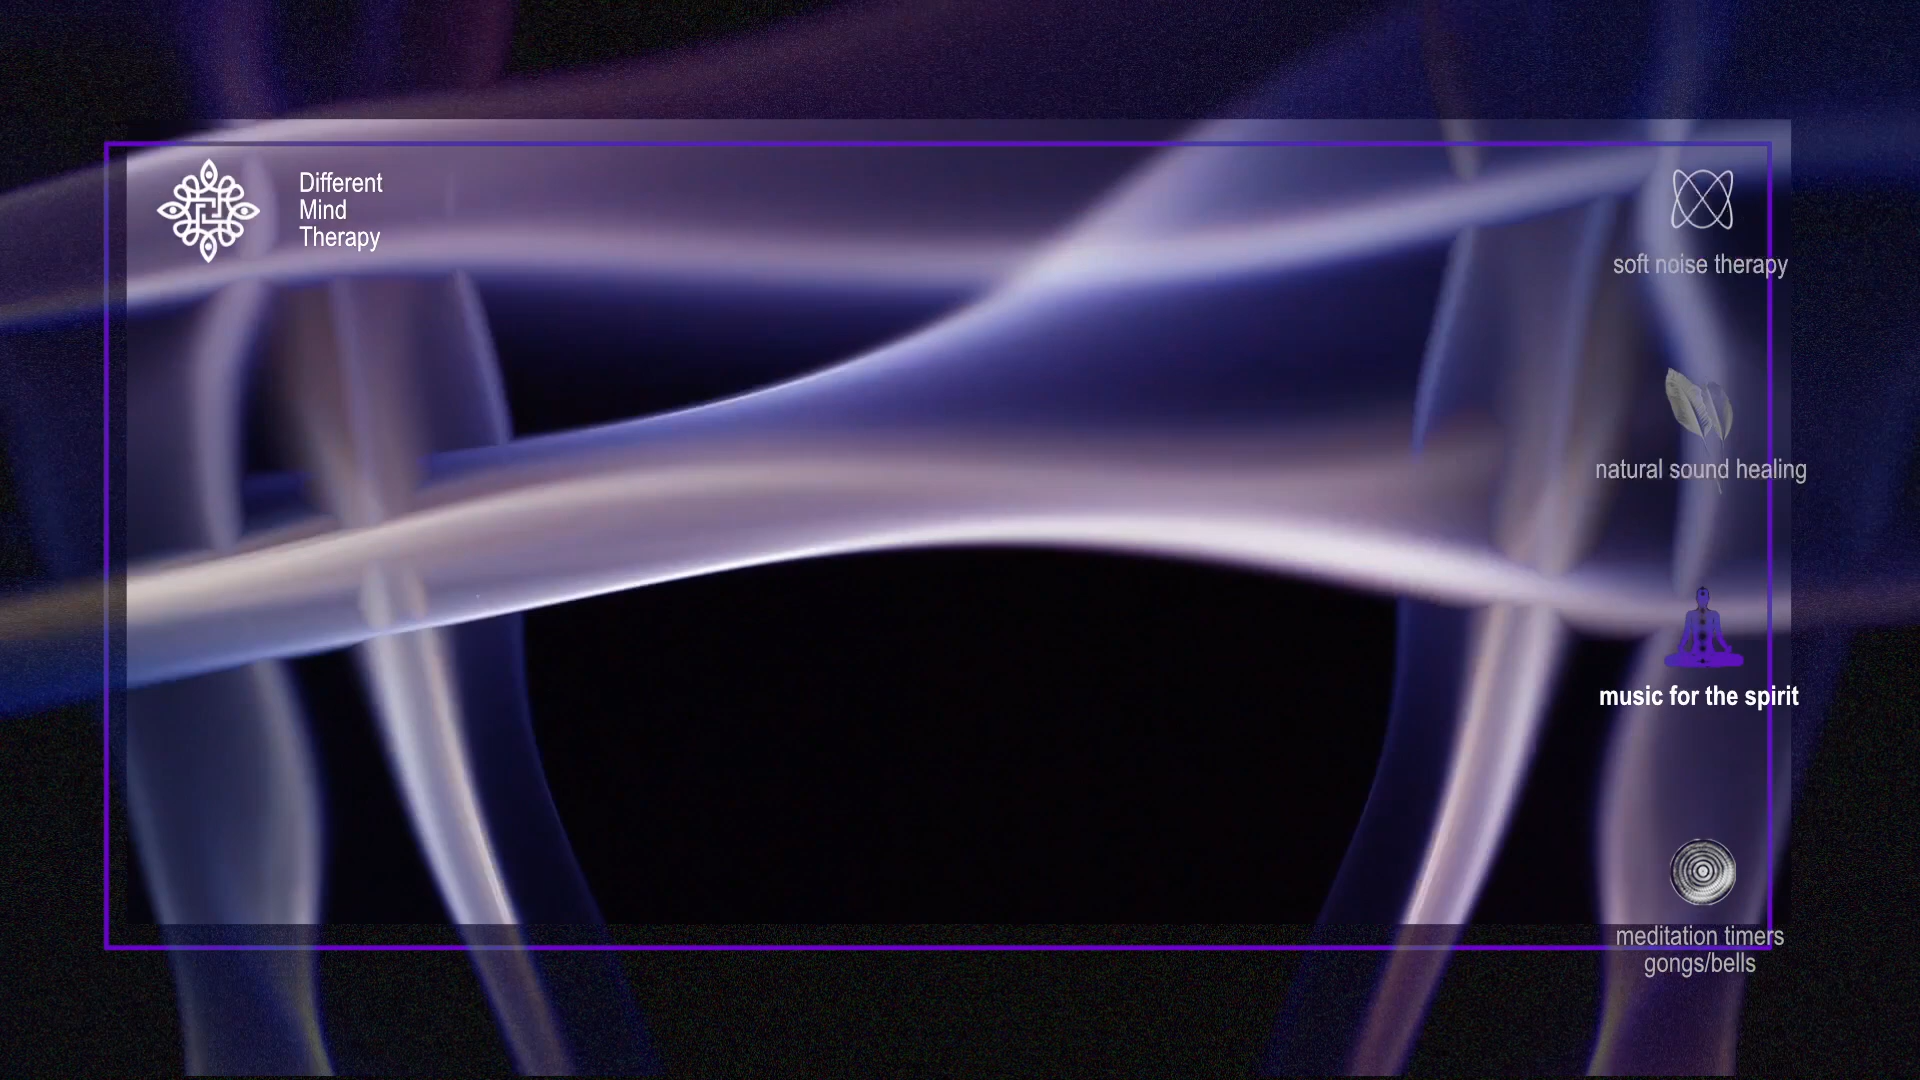 Different
Mind
Therapy
soft noise therapy
natural sound healing
music for the spirit
meditation timers
gongs/bells